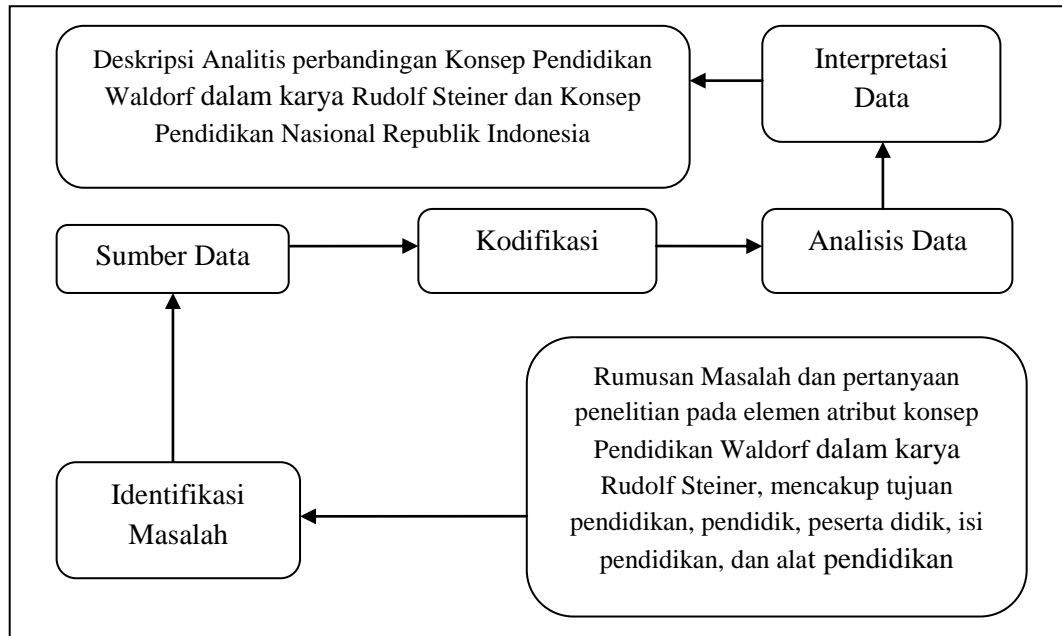 Deskripsi Analitis perbandingan Konsep Pendidikan
Waldorf dalam karya Rudolf Steiner dan Konsep
Pendidikan Nasional Republik Indonesia
Interpretasi
Data
Sumber Data
Kodifikasi
Analisis Data
Identifikasi
Masalah
Rumusan Masalah dan pertanyaan
penelitian pada elemen atribut konsep
Pendidikan Waldorf dalam karya
Rudolf Steiner, mencakup tujuan
pendidikan, pendidik, peserta didik, isi
pendidikan, dan alat pendidikan